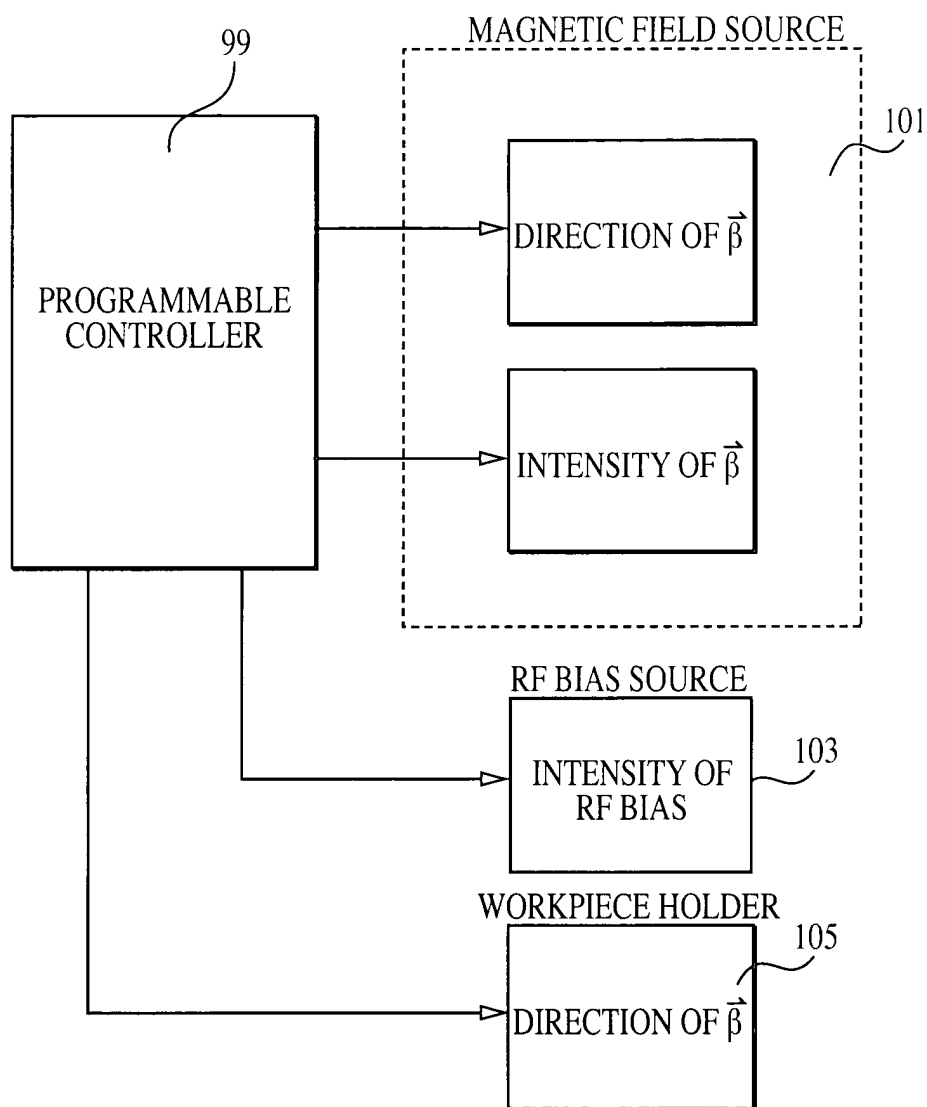 MAGNETIC FIELD SOURCE
99
101
DIRECTION OF β⃗
PROGRAMMABLE
CONTROLLER
INTENSITY OF β⃗
RF BIAS SOURCE
103
INTENSITY OF
RF BIAS
WORKPIECE HOLDER
105
DIRECTION OF β⃗